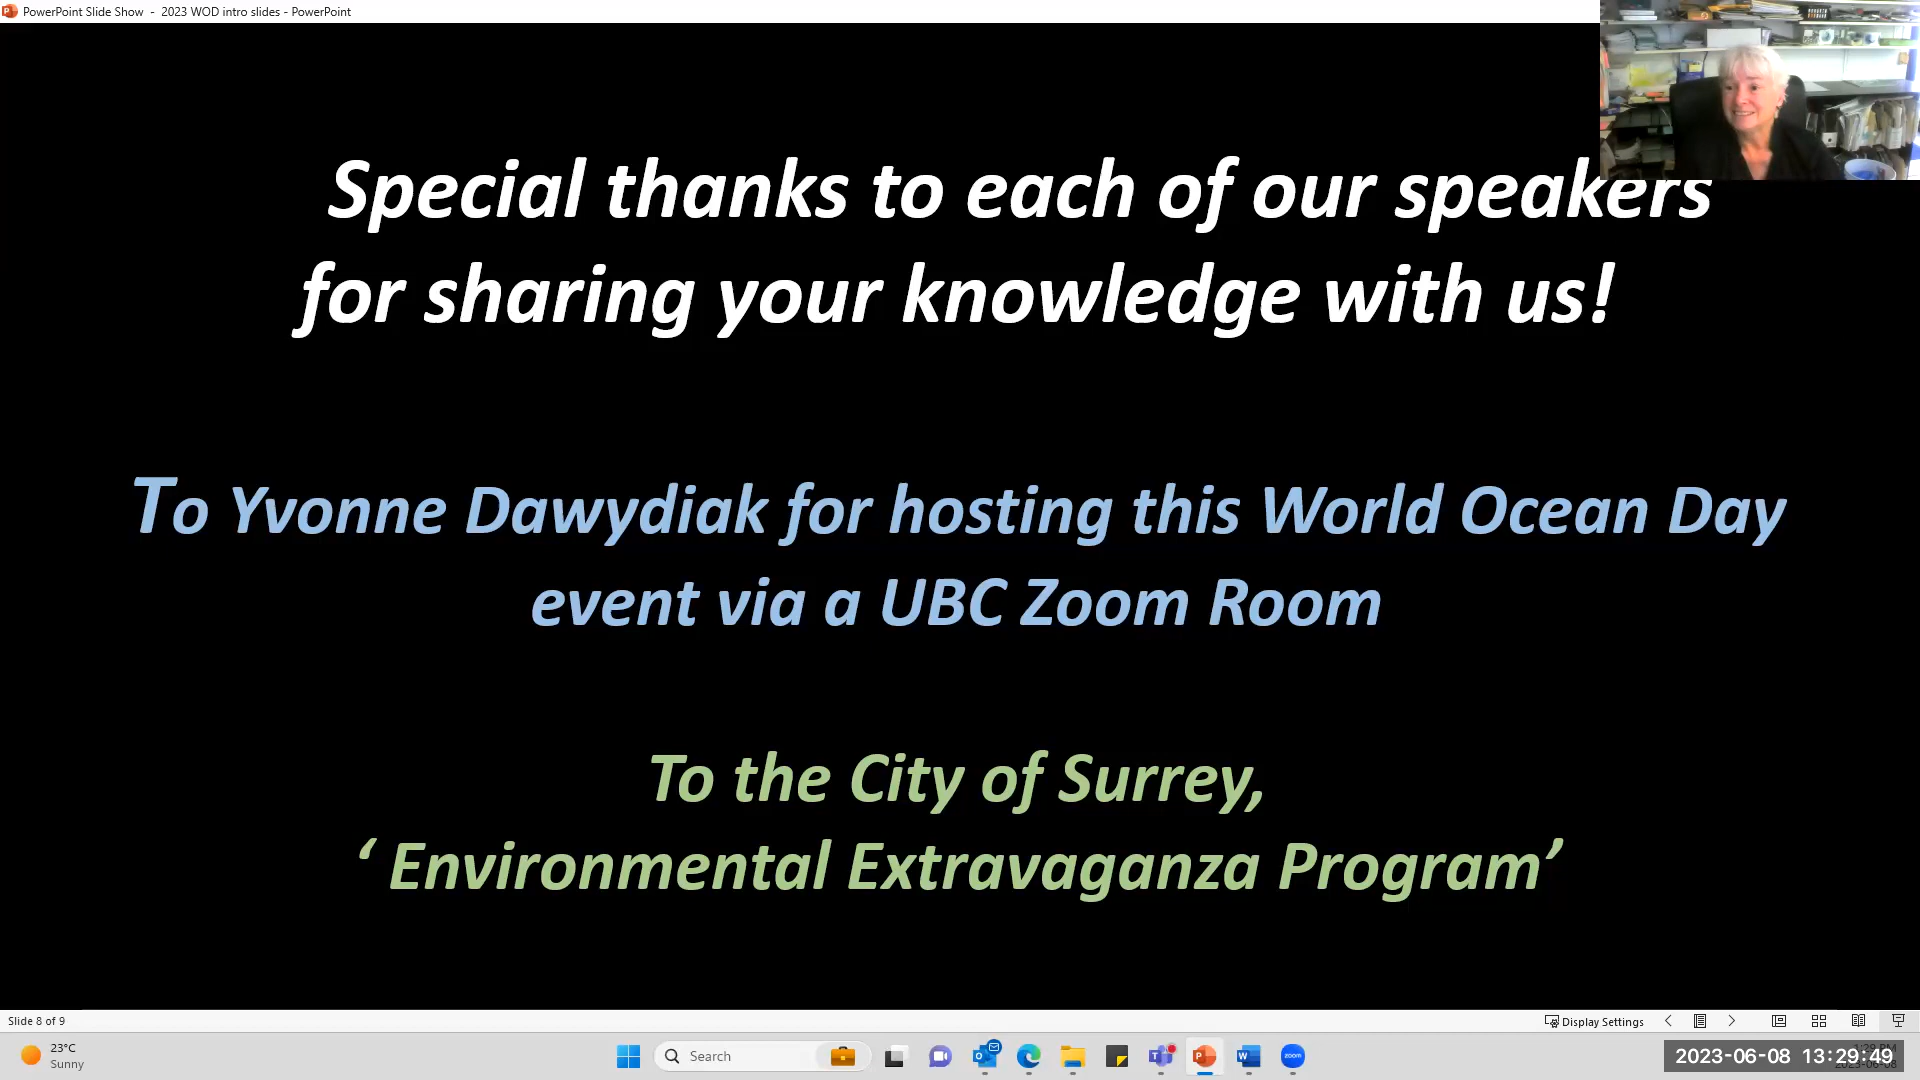 PowerPoint Slide Show - 2023 WOD intro slides - PowerPoint
Special thanks to each of our speakers
for sharing your knowledge with us!
To Yvonne Dawydiak for hosting this World Ocean Day
event via a UBC Zoom Room
To the City of Surrey,
‘ Environmental Extravaganza Program’
Slide 8 of 9
Display Settings
23°C
Sunny
Search
zoom
2023-06-08 13:29:49